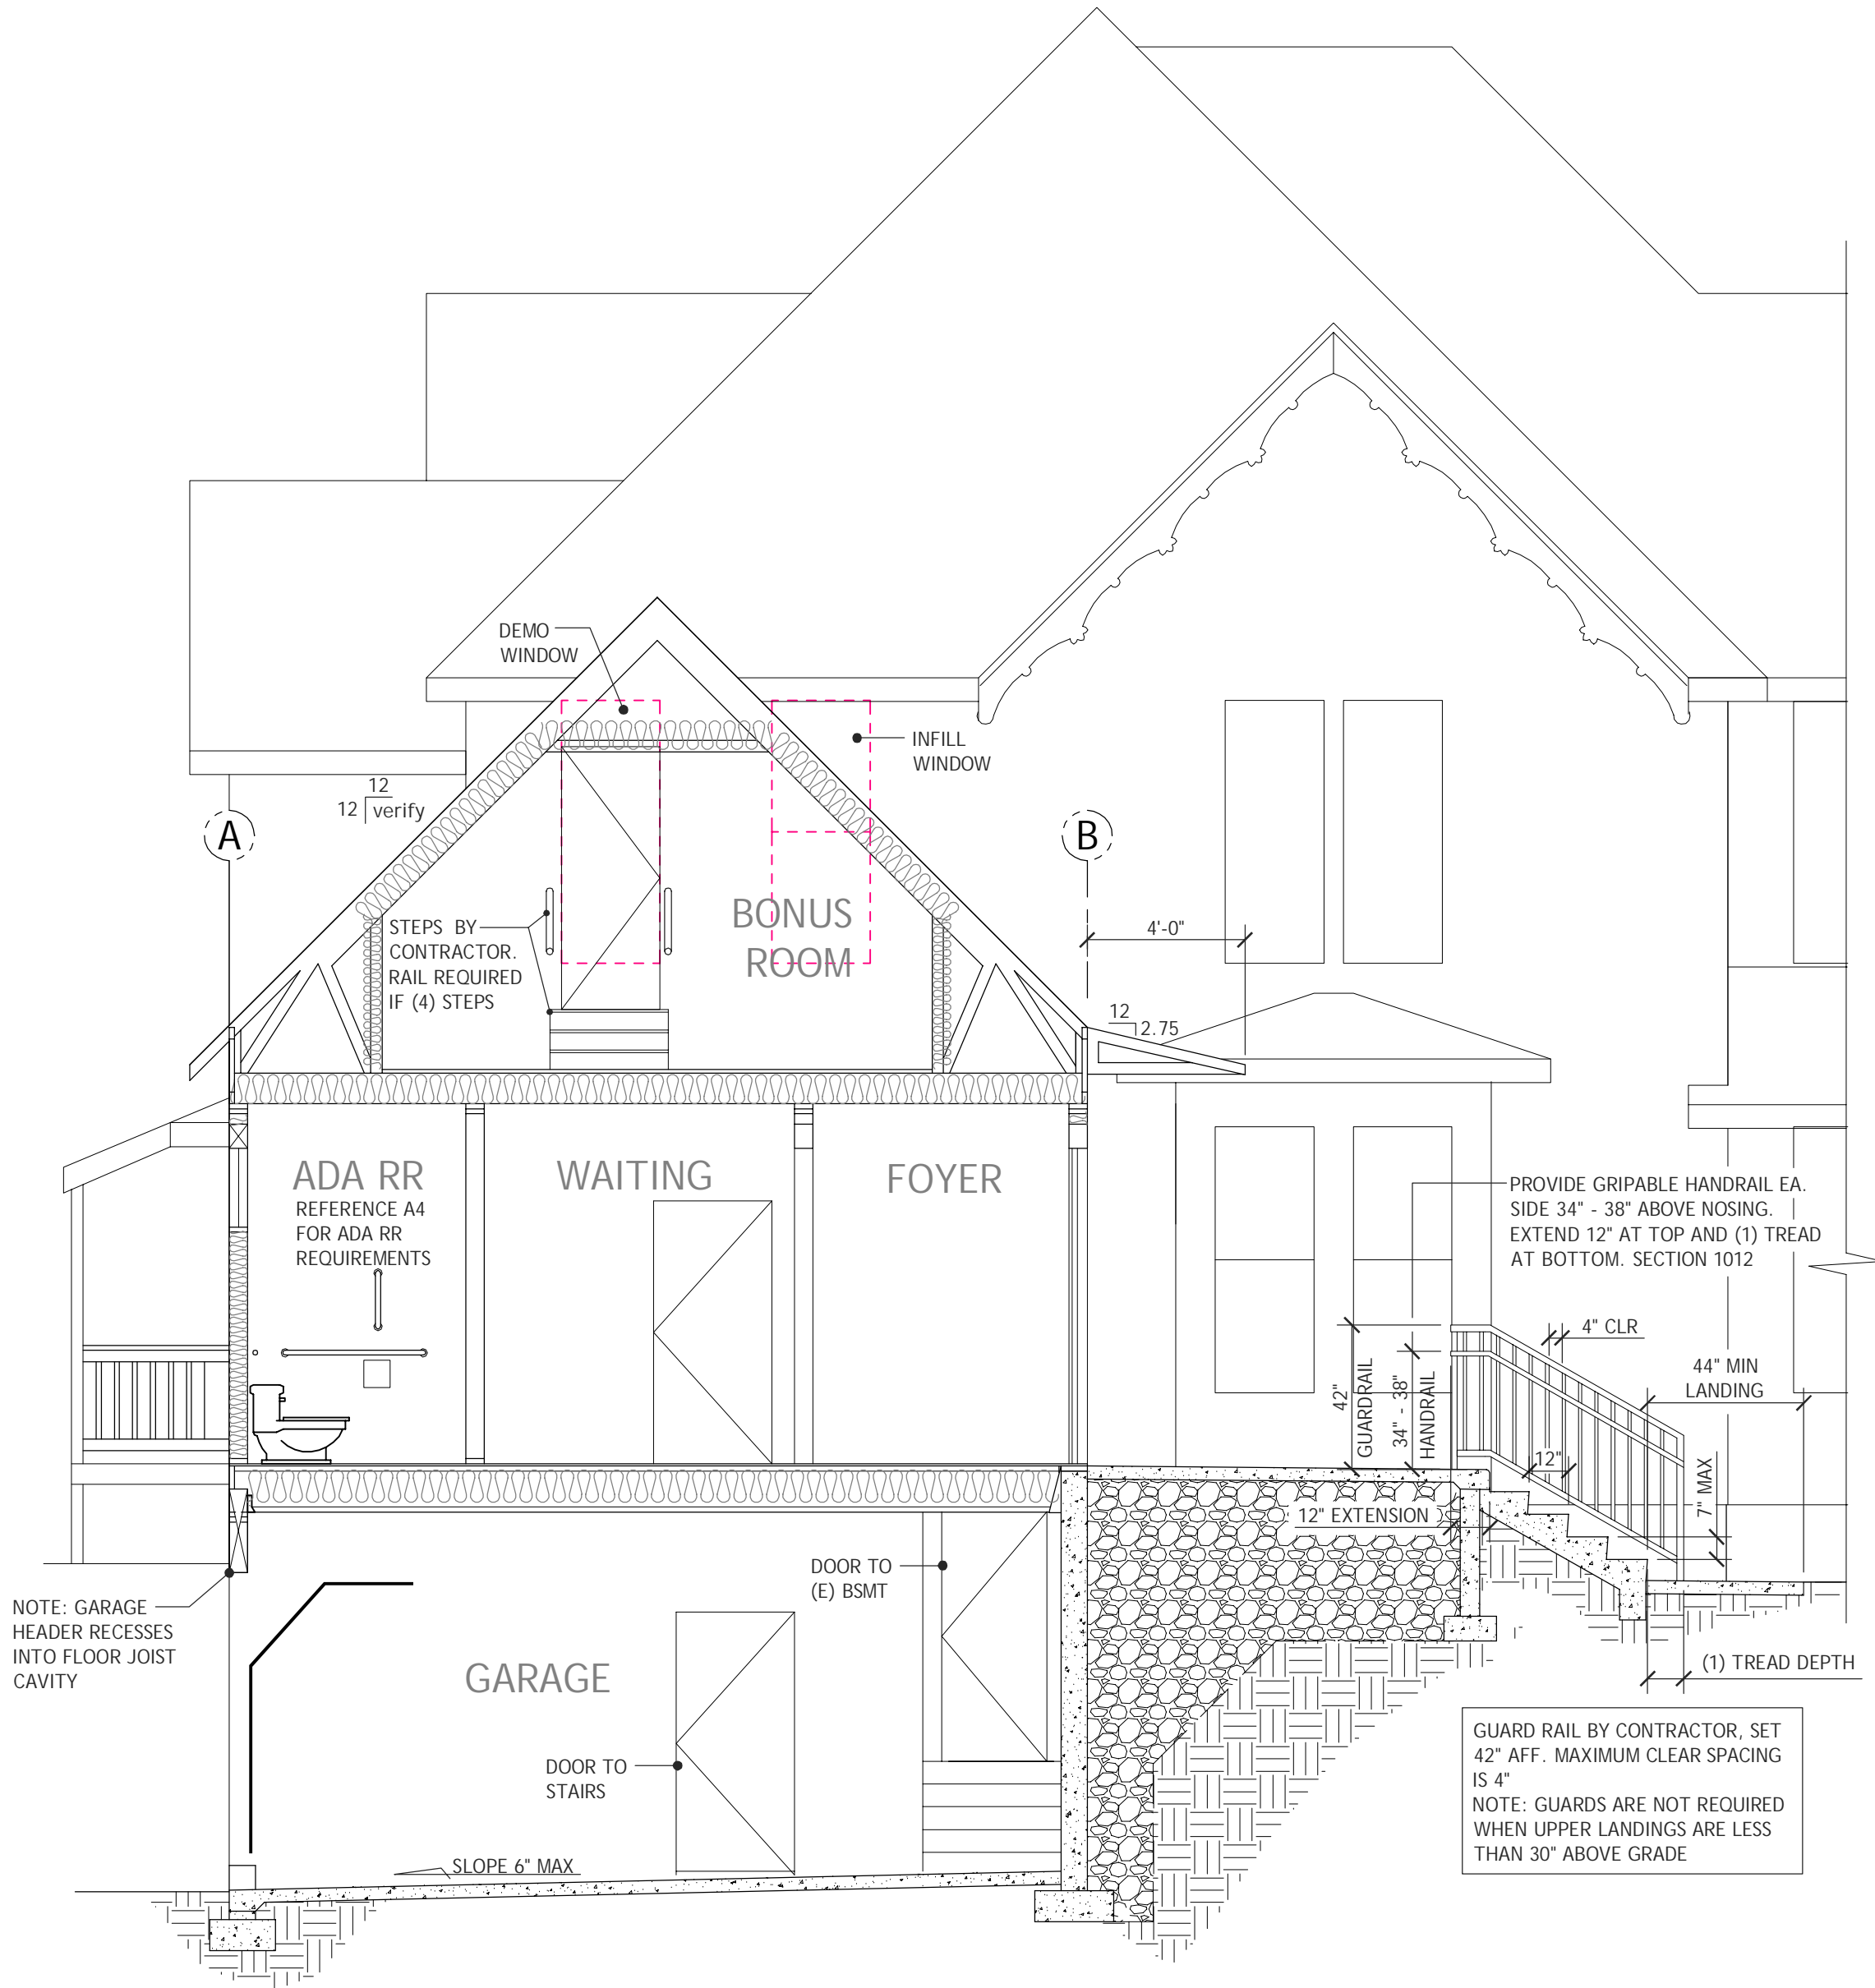 DEMO
WINDOW
INFILL
WINDOW
12
12 verify
A
B
STEPS BY
CONTRACTOR.
RAIL REQUIRED
IF (4) STEPS
BONUS
ROOM
4'-0"
12
2.75
ADA RR
REFERENCE A4
FOR ADA RR
REQUIREMENTS
WAITING
FOYER
PROVIDE GRIPABLE HANDRAIL EA.
SIDE 34" - 38" ABOVE NOSING.
EXTEND 12" AT TOP AND (1) TREAD
AT BOTTOM. SECTION 1012
4" CLR
44" MIN
LANDING
42"
GUARDRAIL
34" - 38"
HANDRAIL
12"
7" MAX
12" EXTENSION
DOOR TO
(E) BSMT
NOTE: GARAGE
HEADER RECESSES
INTO FLOOR JOIST
CAVITY
GARAGE
(1) TREAD DEPTH
DOOR TO
STAIRS
SLOPE 6" MAX
GUARD RAIL BY CONTRACTOR, SET
42" AFF. MAXIMUM CLEAR SPACING
IS 4"
NOTE: GUARDS ARE NOT REQUIRED
WHEN UPPER LANDINGS ARE LESS
THAN 30" ABOVE GRADE